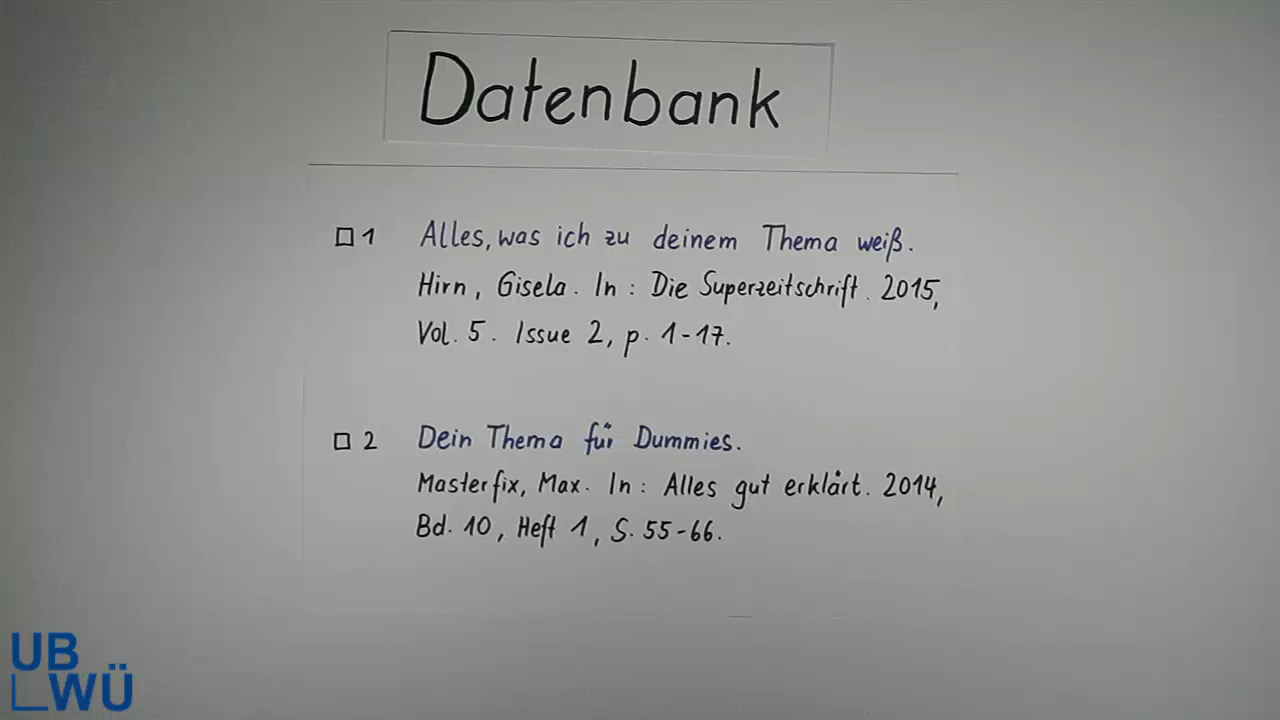 Datenbank
☐ 1 Alles, was ich zu deinem Thema weiß.
Hirn, Gisela. In: Die Superzeitschrift. 2015,
Vol. 5. Issue 2, p. 1-17.
☐ 2 Dein Thema für Dummies.
Masterfix, Max. In: Alles gut erklärt. 2014,
Bd. 10, Heft 1, S. 55-66.
UB
WÜ